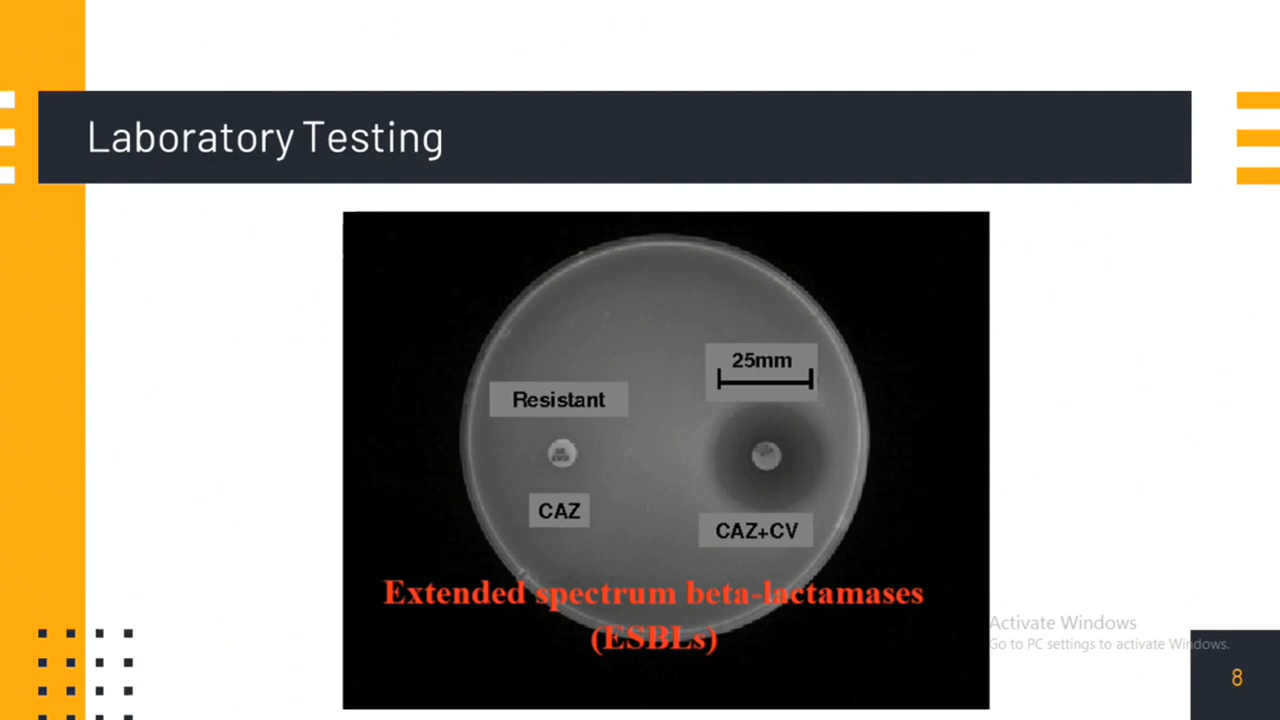 Laboratory Testing
25mm
Resistant
CAZ
CAZ+CV
Extended spectrum beta-lactamases
(ESBLs)
Activate Windows
Go to PC settings to activate Windows.
8